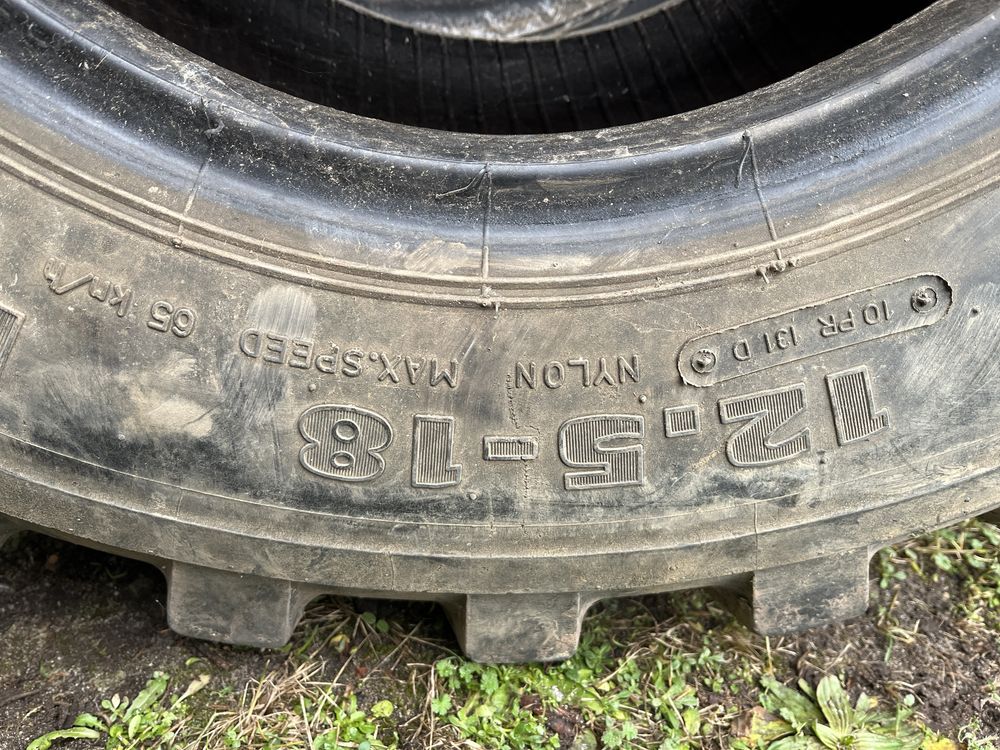 12.5-18
10 PR 131 D
NYLON MAX.SPEED 65 km/h